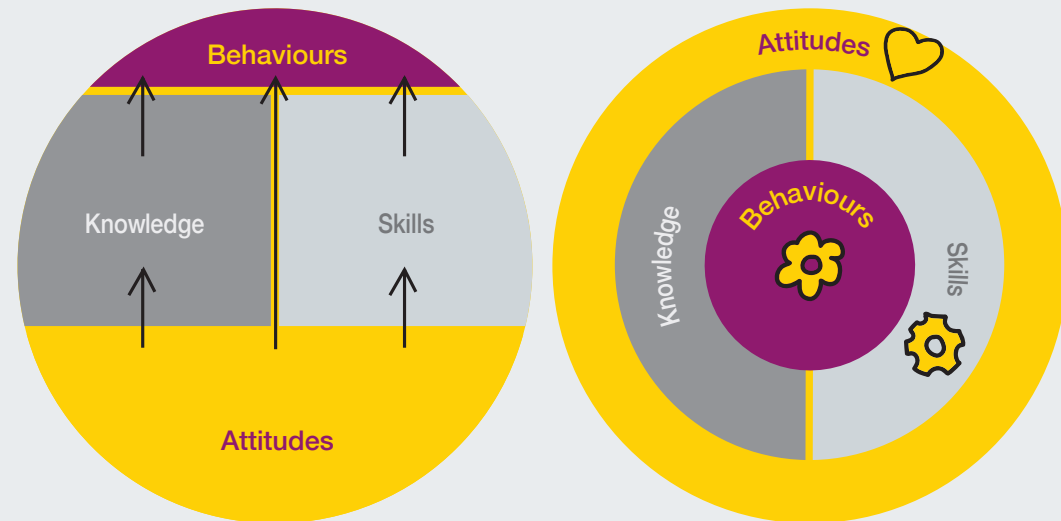 Behaviours
Knowledge
Skills
Attitudes
Attitudes
Knowledge
Behaviours
Skills